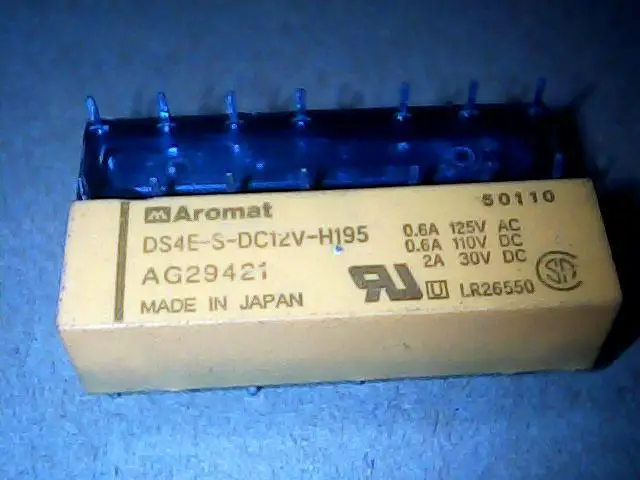 Aromat
50110
DS4E-S-DC12V-H195
0.6A 125V AC
0.6A 110V DC
2A 30V DC
AG29421
MADE IN JAPAN
U
LR26550
SA